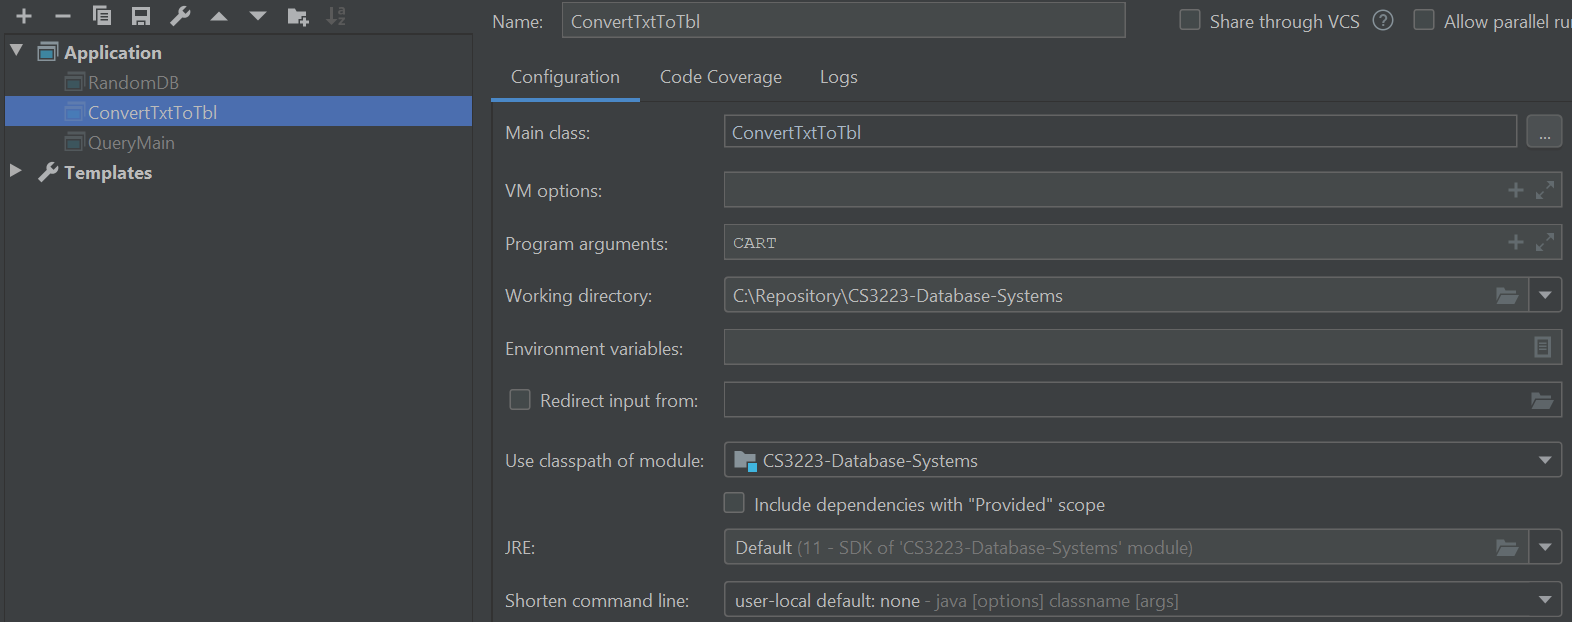 Application
RandomDB
ConvertTxtToTbl
QueryMain
Templates
Name: ConvertTxtToTbl Share through VCS ? Allow parallel ru
Configuration Code Coverage Logs
Main class: ConvertTxtToTbl ...
VM options:
Program arguments: CART
Working directory: C:\Repository\CS3223-Database-Systems
Environment variables:
Redirect input from:
Use classpath of module: CS3223-Database-Systems
Include dependencies with "Provided" scope
JRE: Default (11 - SDK of 'CS3223-Database-Systems' module)
Shorten command line: user-local default: none - java [options] classname [args]